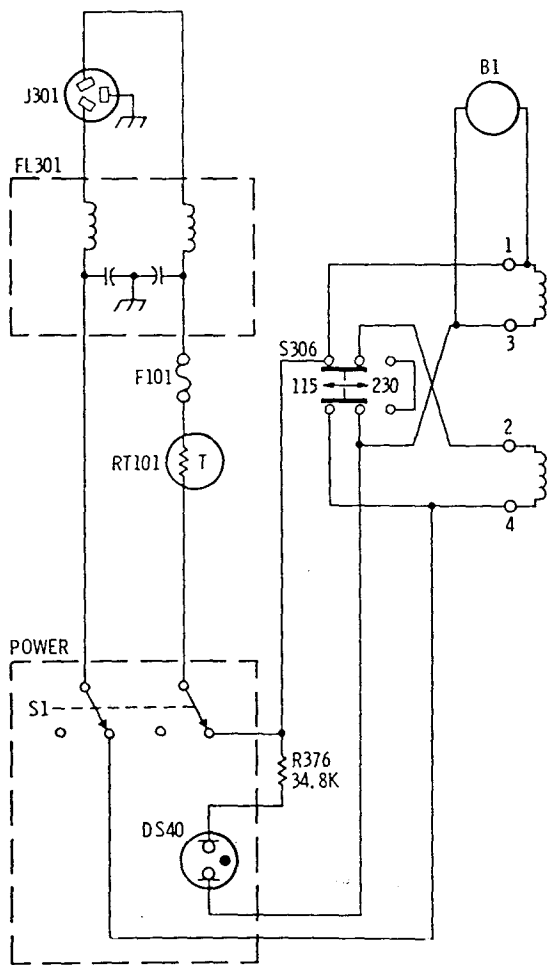 B1
J301
FL301
1
3
S306
115
230
F101
2
RT101
T
4
POWER
S1
R376
34.8K
DS40